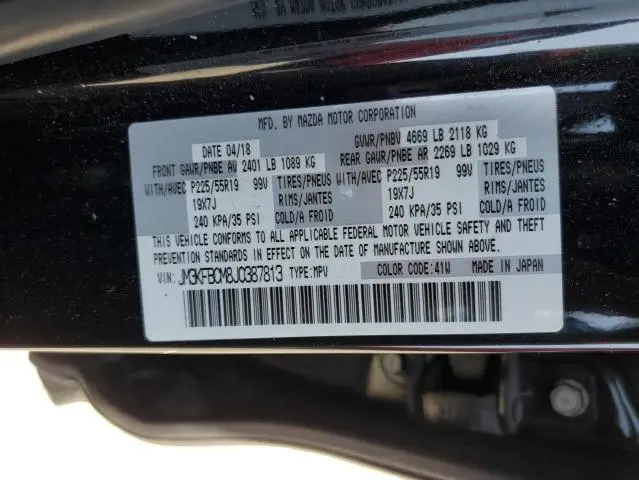 MFD. BY MAZDA MOTOR CORPORATION
DATE 04/18 GVWR/PNBV 4669 LB 2118 KG
FRONT GAWR/PNBE AV 2401 LB 1089 KG REAR GAWR/PNBE AR 2269 LB 1029 KG
WITH/AVEC P225/55R19 99V TIRES/PNEUS WITH/AVEC P225/55R19 99V TIRES/PNEUS
19X7J RIMS/JANTES 19X7J RIMS/JANTES
240 KPA/35 PSI COLD/A FROID 240 KPA/35 PSI COLD/A FROID
THIS VEHICLE CONFORMS TO ALL APPLICABLE FEDERAL MOTOR VEHICLE SAFETY AND THEFT
PREVENTION STANDARDS IN EFFECT ON THE DATE OF MANUFACTURE SHOWN ABOVE.
VIN: JM3KFBCM8J0387813 TYPE: MPV COLOR CODE: 41W MADE IN JAPAN